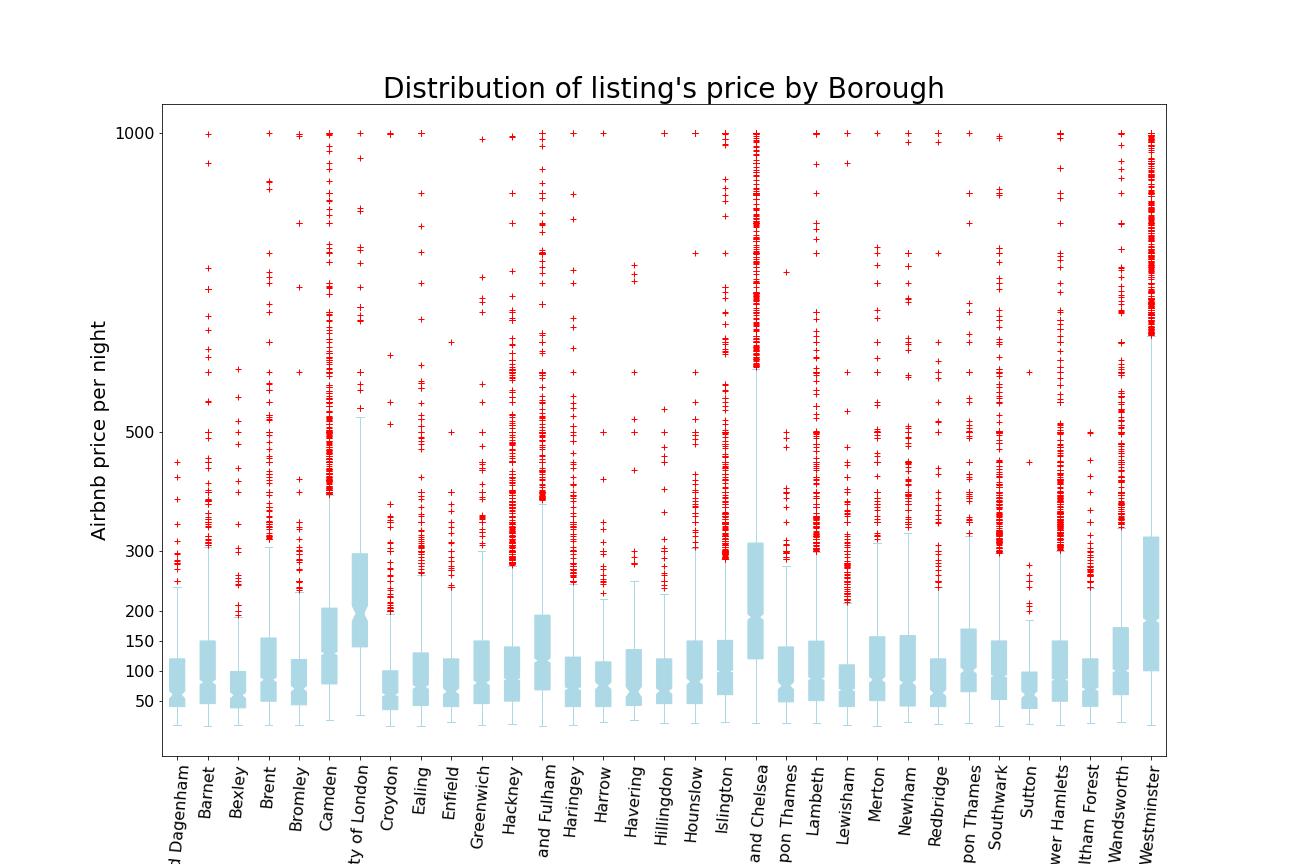 Distribution of listing's price by Borough
Airbnb price per night
1000
500
300
200
150
100
50
d Dagenham
Barnet
Bexley
Brent
Bromley
Camden
ty of London
Croydon
Ealing
Enfield
Greenwich
Hackney
and Fulham
Haringey
Harrow
Havering
Hillingdon
Hounslow
Islington
and Chelsea
pon Thames
Lambeth
Lewisham
Merton
Newham
Redbridge
pon Thames
Southwark
Sutton
wer Hamlets
ltham Forest
Wandsworth
Westminster